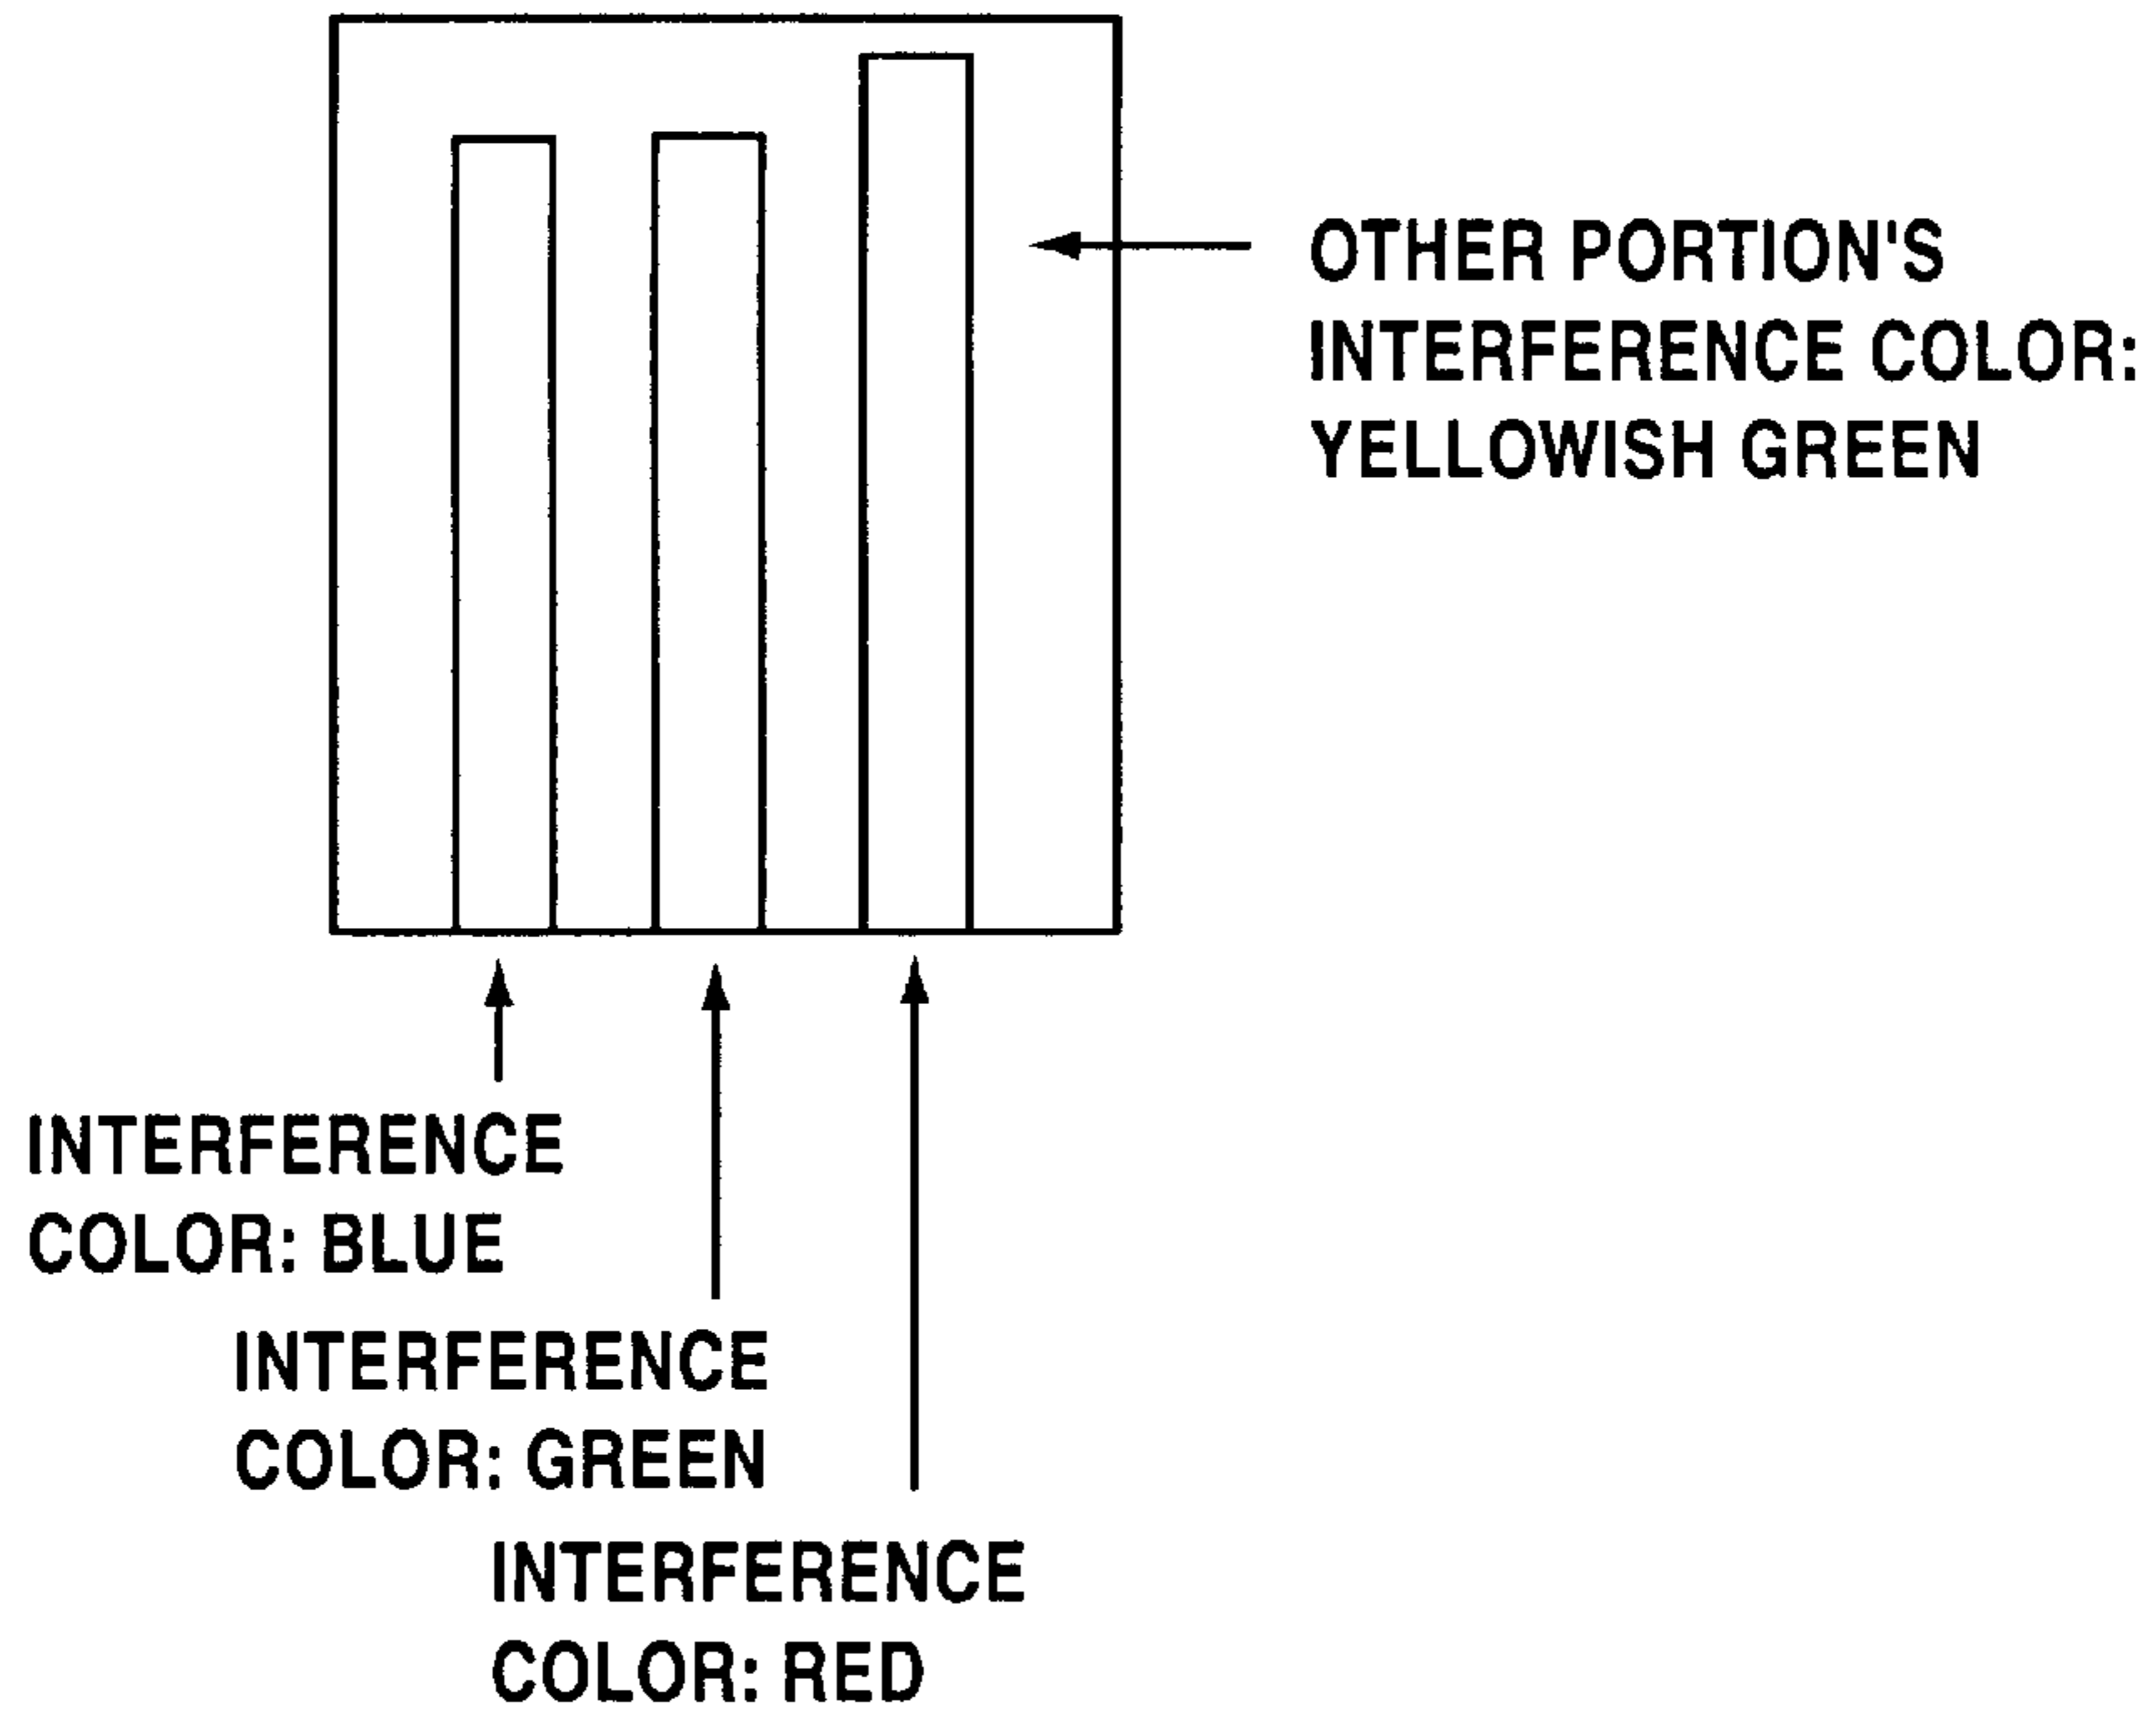 OTHER PORTION'S
INTERFERENCE COLOR:
YELLOWISH GREEN
INTERFERENCE
COLOR: BLUE
INTERFERENCE
COLOR: GREEN
INTERFERENCE
COLOR: RED